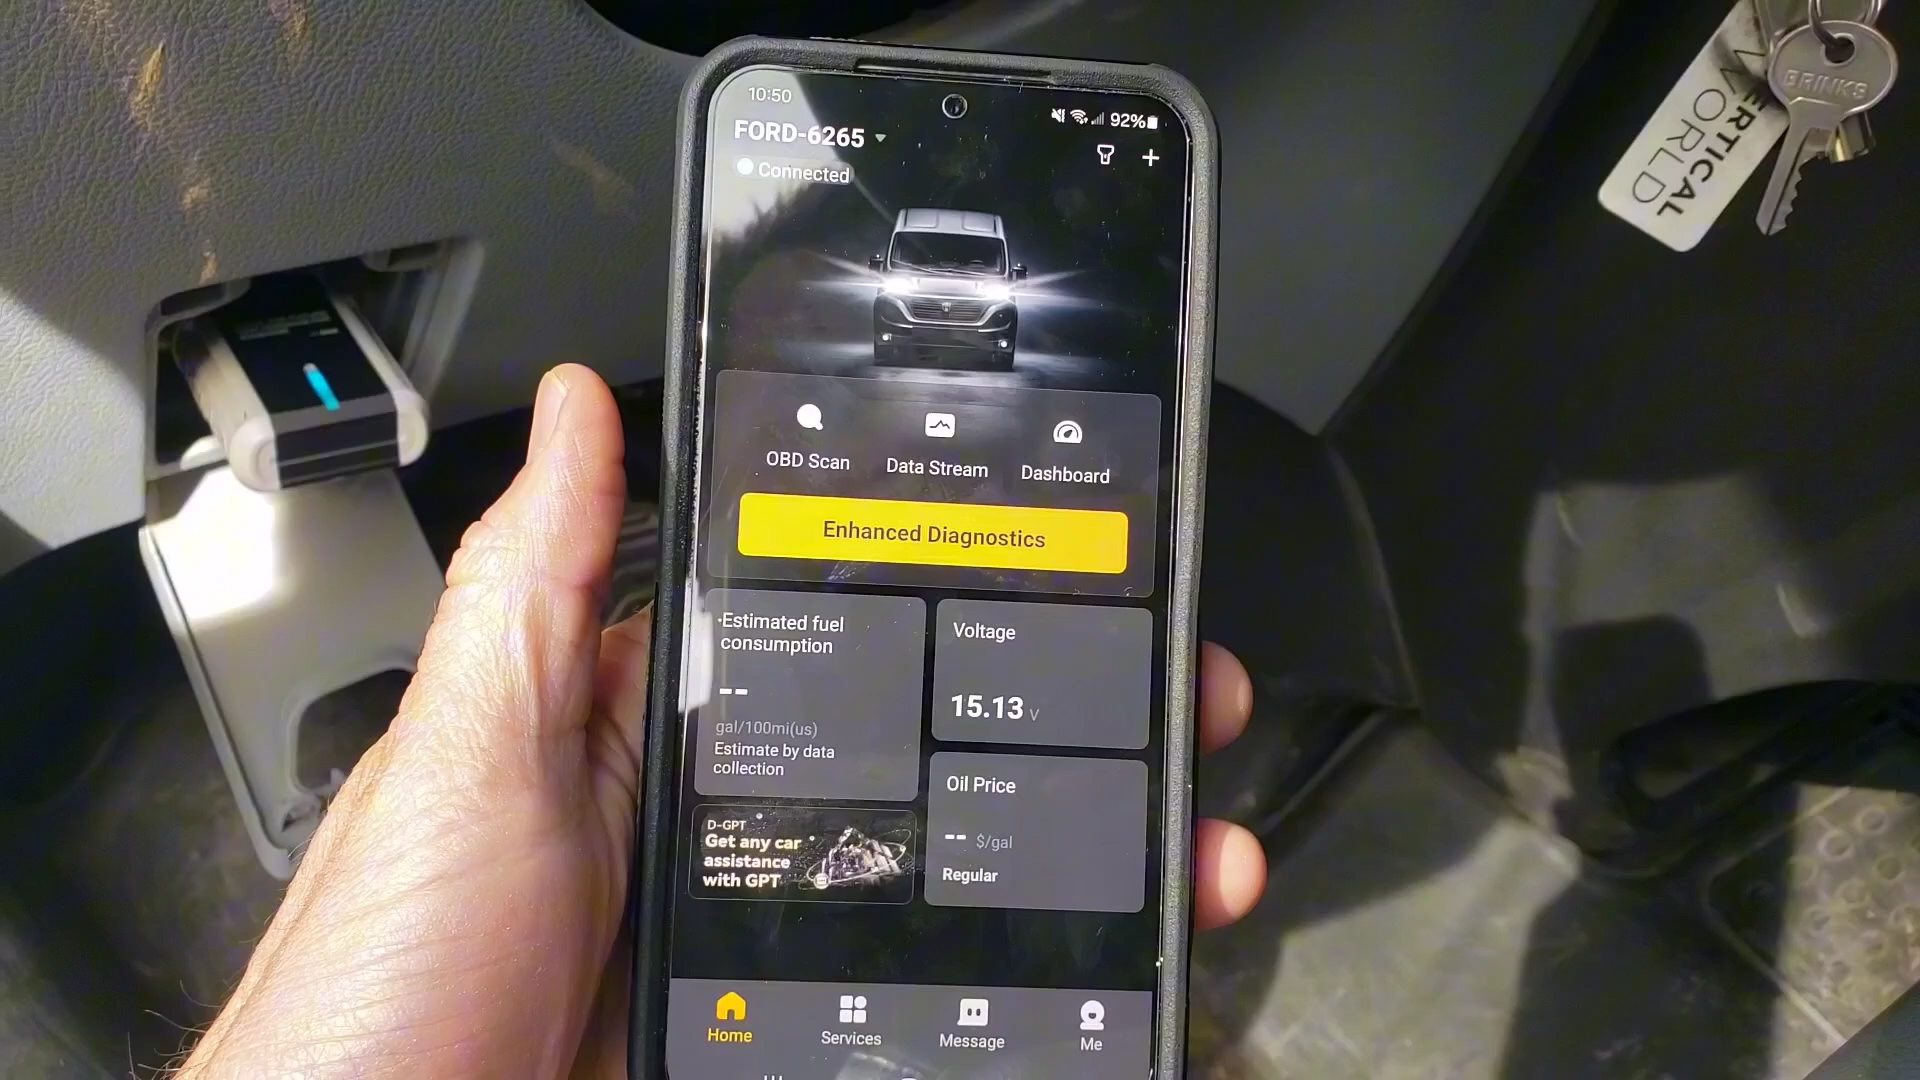 10:50
92%
FORD-6265
Connected
OBD Scan
Data Stream
Dashboard
Enhanced Diagnostics
Estimated fuel
consumption
--
gal/100mi(us)
Estimate by data
collection
Voltage
15.13 V
Oil Price
-- $/gal
Regular
D-GPT
Get any car
assistance
with GPT
Home
Services
Message
Me
BRINKS
VERTICAL
WORLD